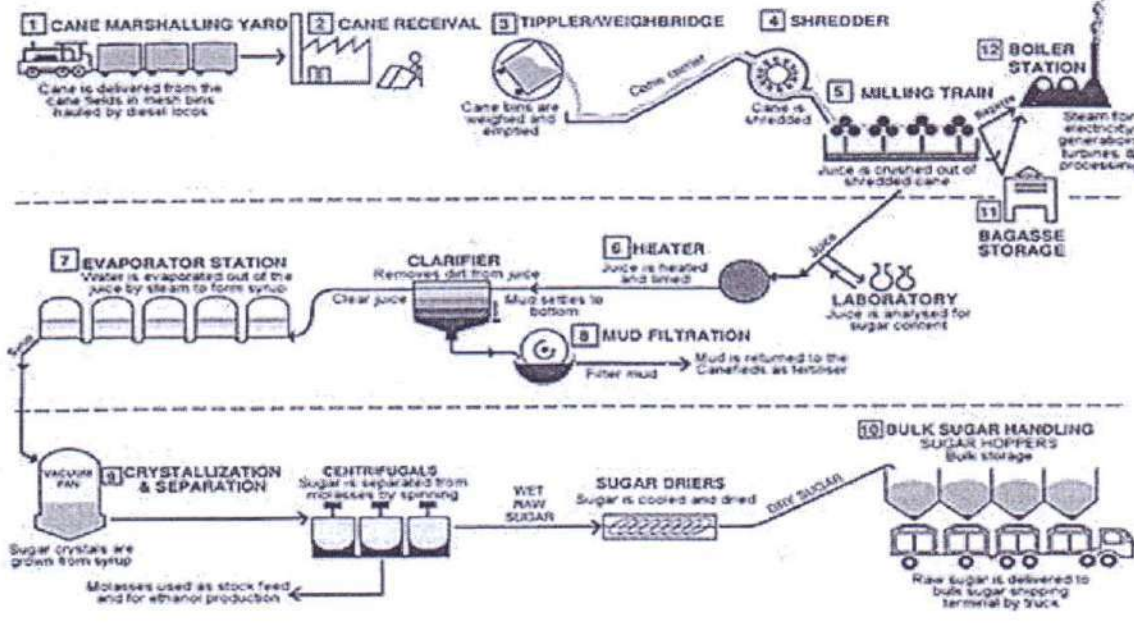 1 CANE MARSHALLING YARD
Cane is delivered from the
cane fields in mesh bins
hauled by diesel locos
2 CANE RECEIVAL
3 TIPPLER/WEIGHBRIDGE
Cane bins are
weighed and
emptied
Cane carrier
4 SHREDDER
Cane is
shredded
5 MILLING TRAIN
Juice is crushed out of
shredded cane
Bagasse
12 BOILER
STATION
Steam for
electricity
generation
turbines, &
processing
11
BAGASSE
STORAGE
7 EVAPORATOR STATION
Water is evaporated out of the
juice by steam to form syrup
CLARIFIER
Removes dirt from juice
Clear juice
Mud settles to
bottom
6 HEATER
Juice is heated
and limed
Juice
LABORATORY
Juice is analysed for
sugar content
8 MUD FILTRATION
Filter mud
Mud is returned to the
Canefields as fertiliser
Syrup
VACUUM
PAN
9 CRYSTALLIZATION
& SEPARATION
Sugar crystals are
grown from syrup
CENTRIFUGALS
Sugar is separated from
molasses by spinning
Molasses used as stock feed
and for ethanol production
WET
RAW
SUGAR
SUGAR DRIERS
Sugar is cooled and dried
DRY SUGAR
10 BULK SUGAR HANDLING
SUGAR HOPPERS
Bulk storage
Raw sugar is delivered to
bulk sugar shipping
terminal by truck